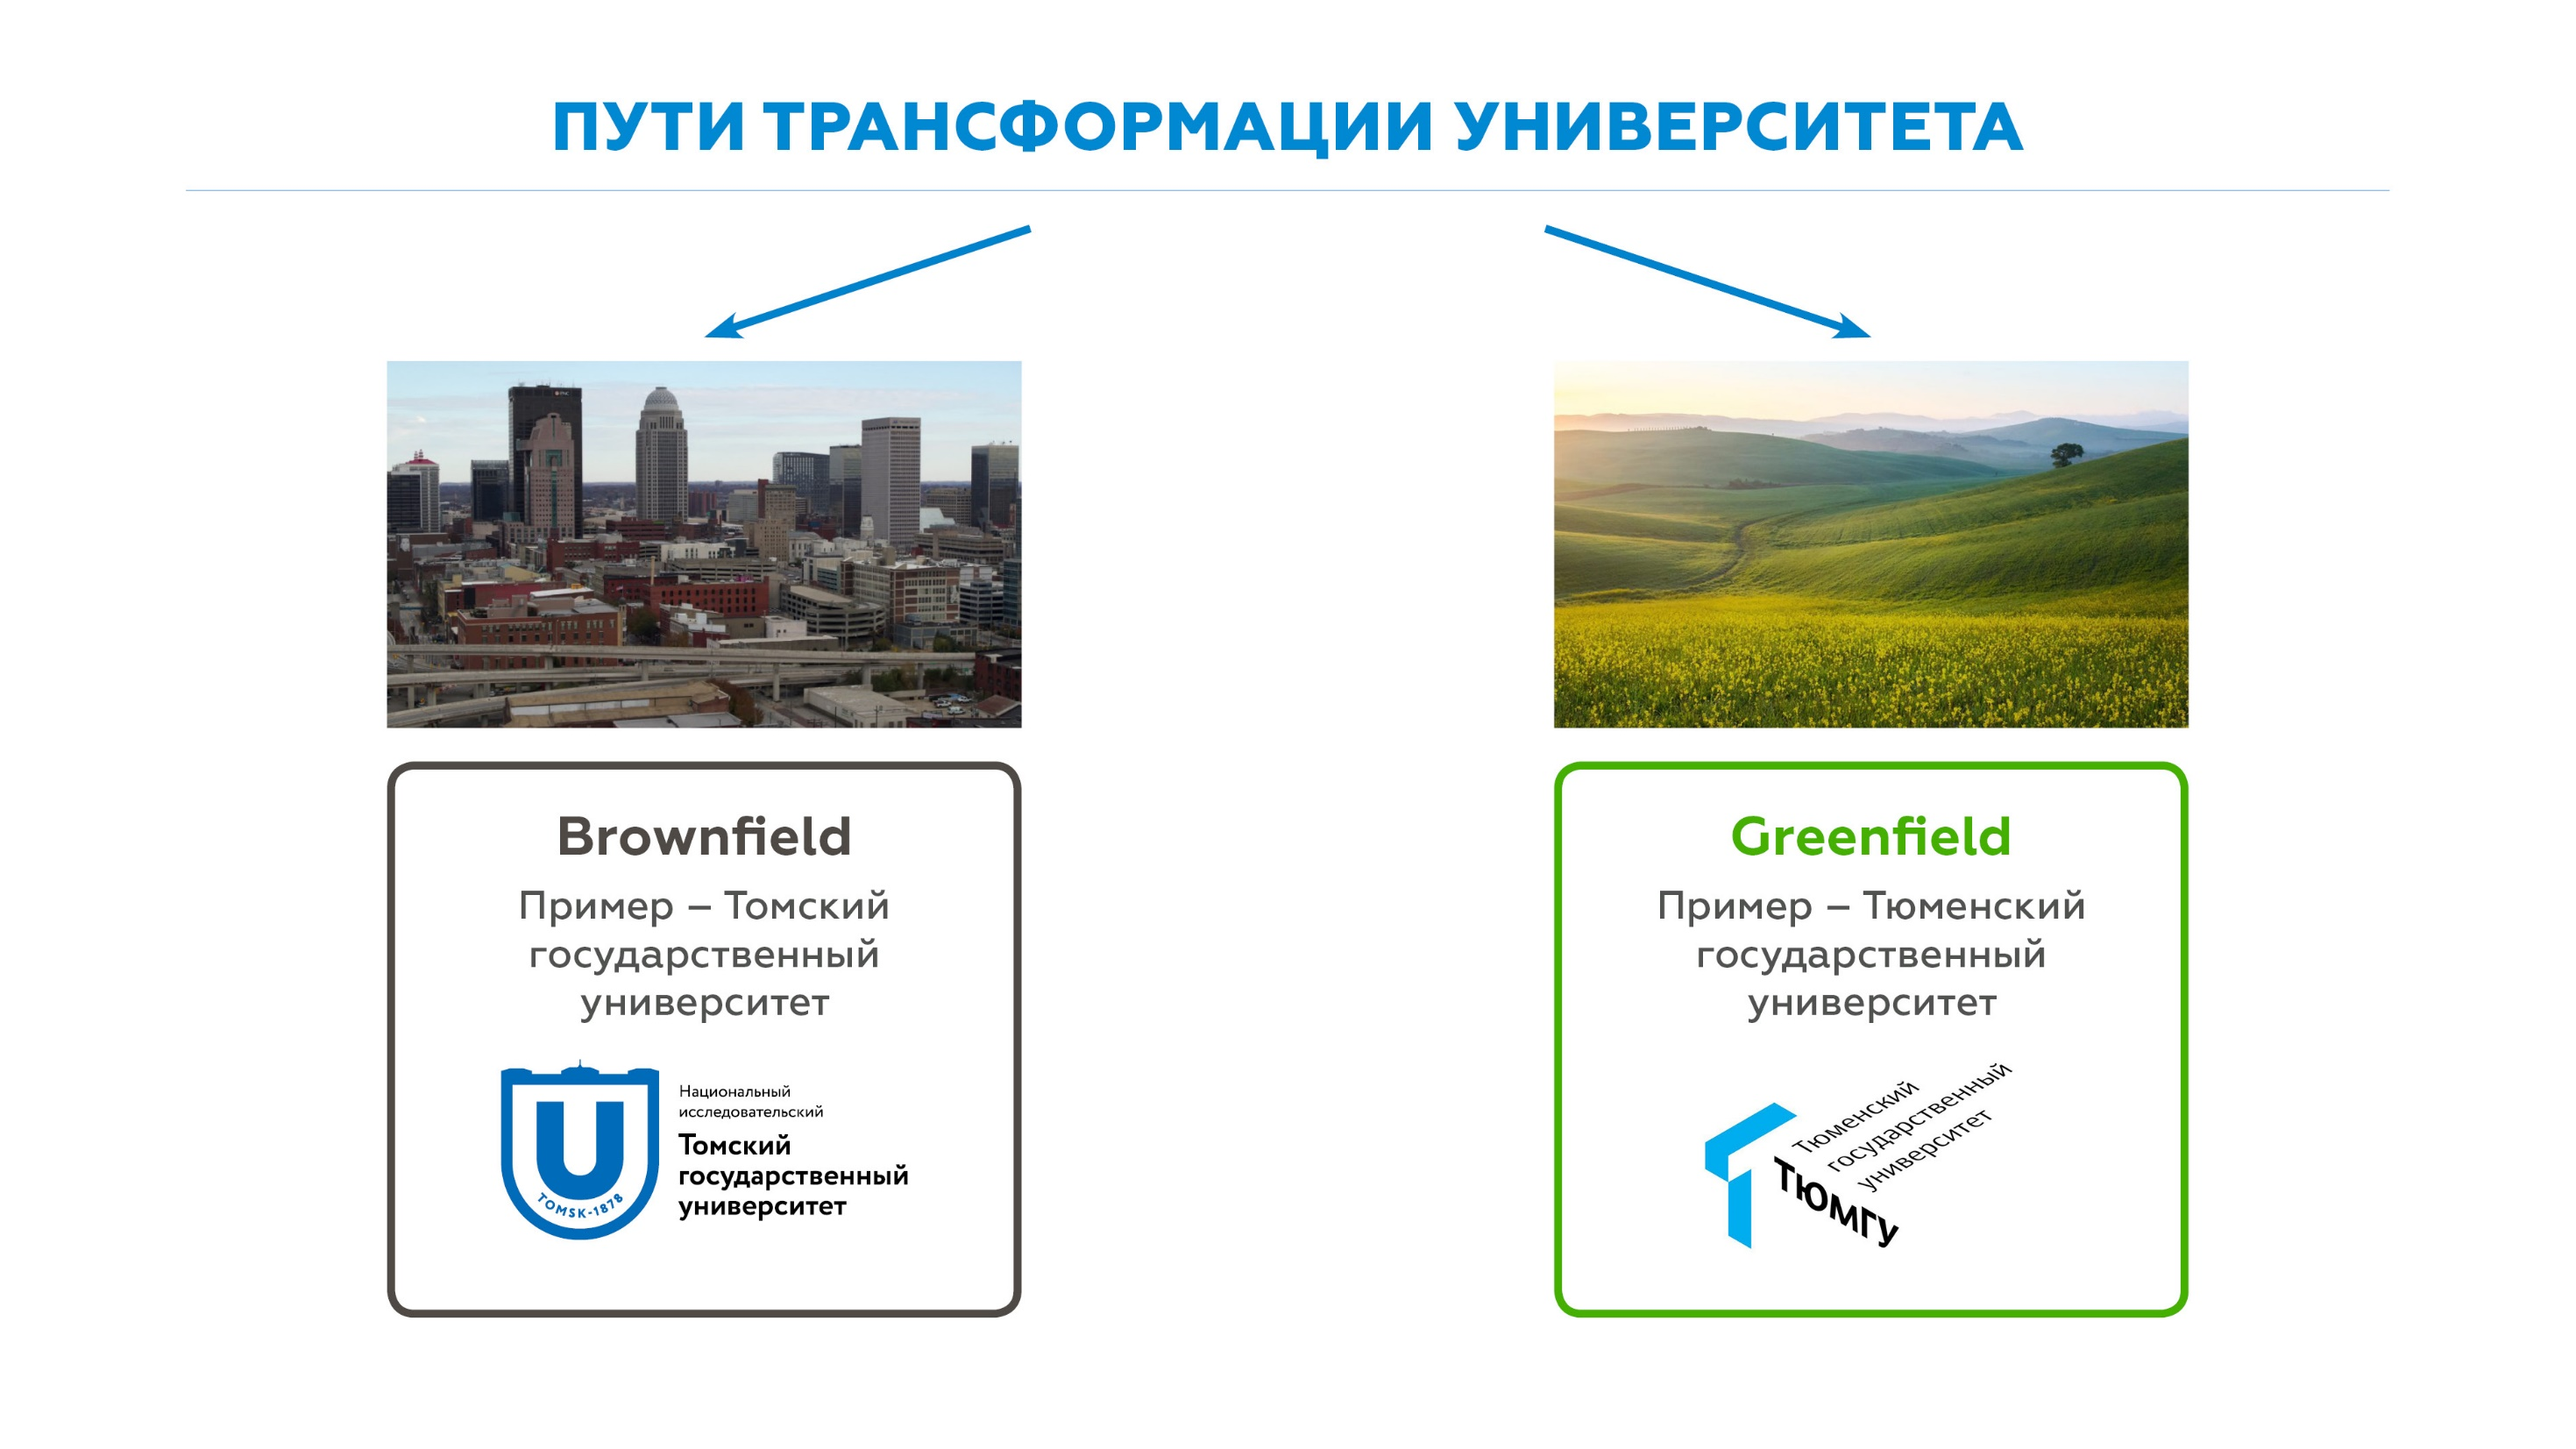 ПУТИ ТРАНСФОРМАЦИИ УНИВЕРСИТЕТА
Brownfield
Пример – Томский
государственный
университет
TOMSK-1878
Национальный
исследовательский
Томский
государственный
университет
Greenfield
Пример – Тюменский
государственный
университет
Тюменский
государственный
университет
ТЮМГУ